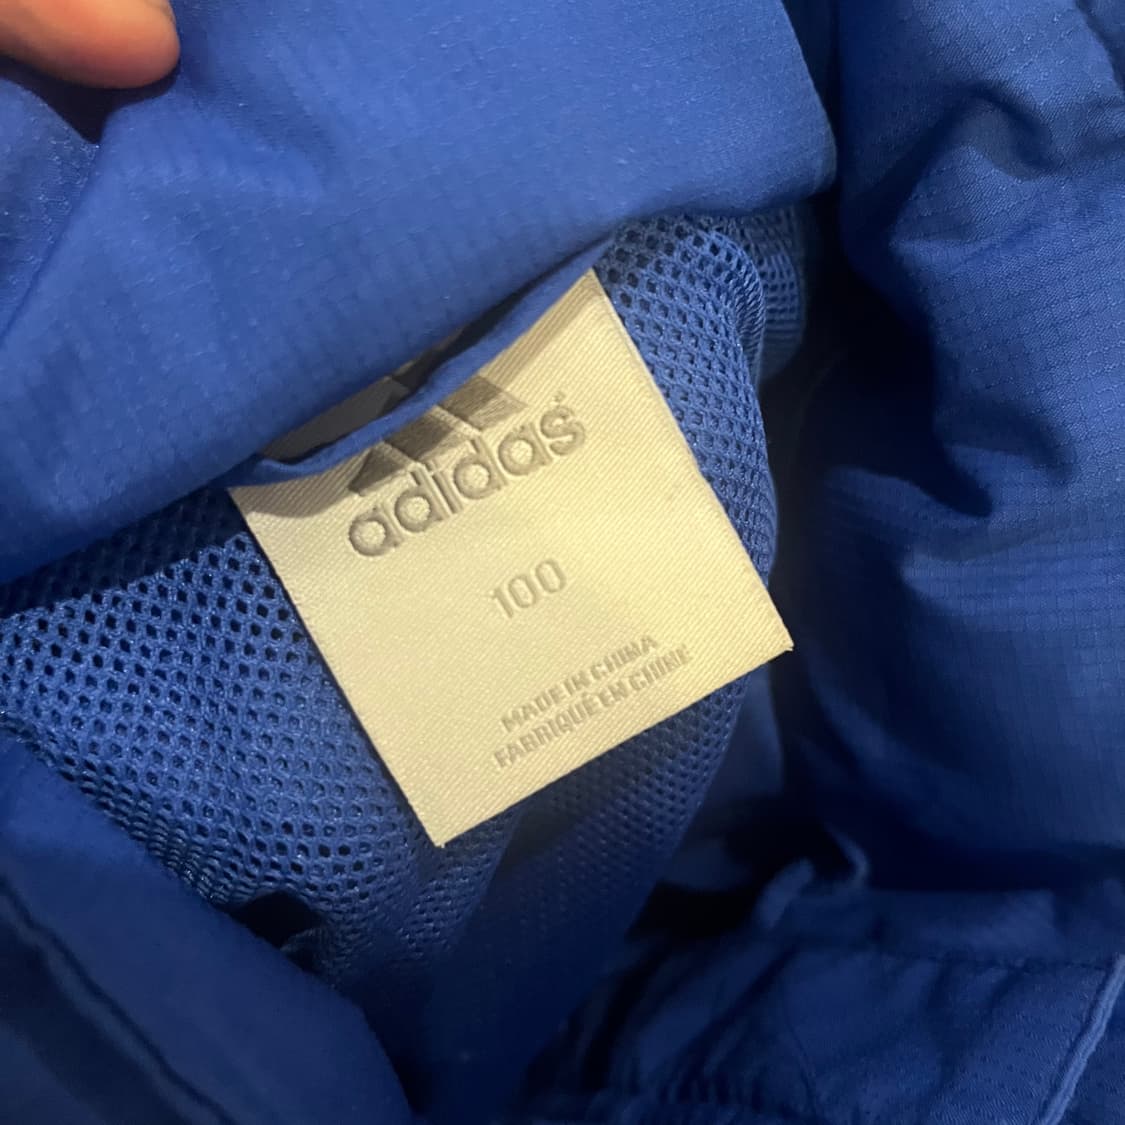 adidas
100
MADE IN CHINA
FABRIQUÉ EN CHINE